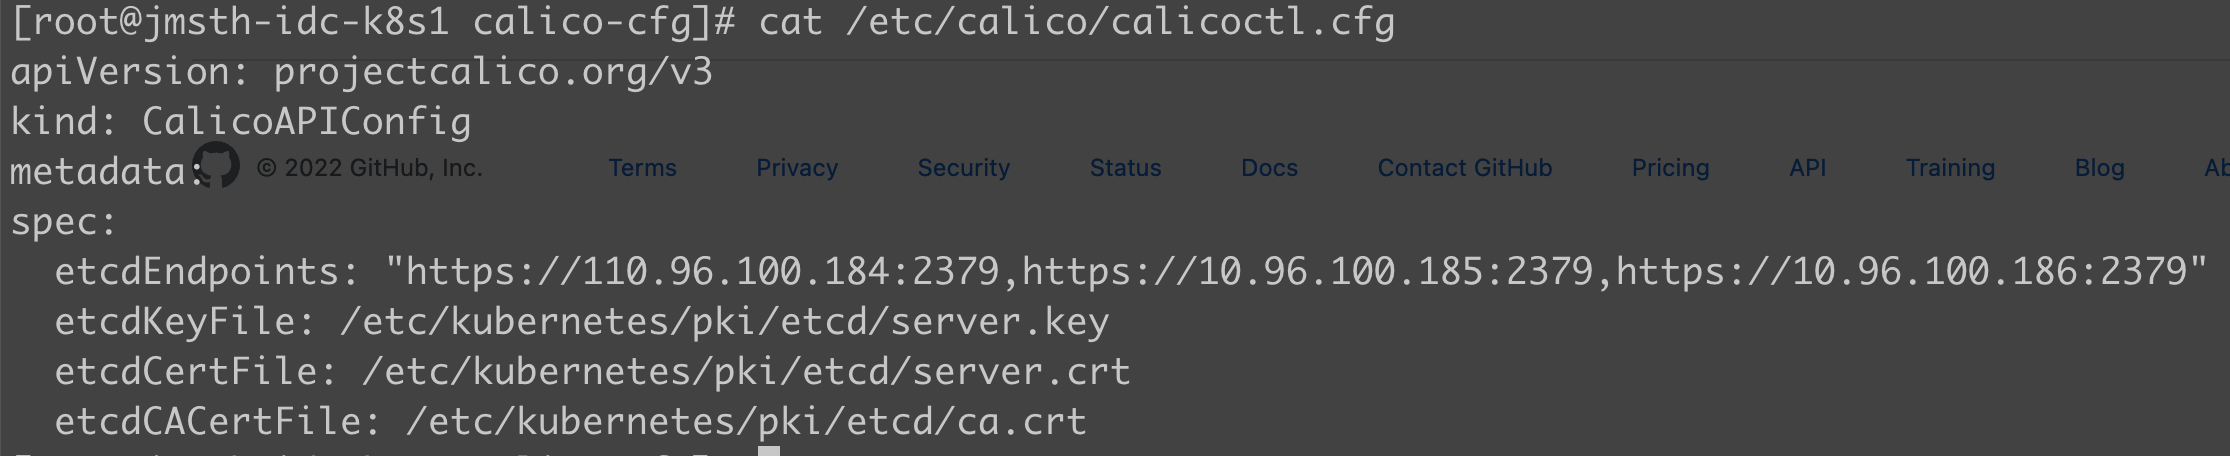 [root@jmsth-idc-k8s1 calico-cfg]# cat /etc/calico/calicoctl.cfg
apiVersion: projectcalico.org/v3
kind: CalicoAPIConfig
metadata:
© 2022 GitHub, Inc. Terms Privacy Security Status Docs Contact GitHub Pricing API Training Blog
spec:
  etcdEndpoints: "https://110.96.100.184:2379,https://10.96.100.185:2379,https://10.96.100.186:2379"
  etcdKeyFile: /etc/kubernetes/pki/etcd/server.key
  etcdCertFile: /etc/kubernetes/pki/etcd/server.crt
  etcdCACertFile: /etc/kubernetes/pki/etcd/ca.crt